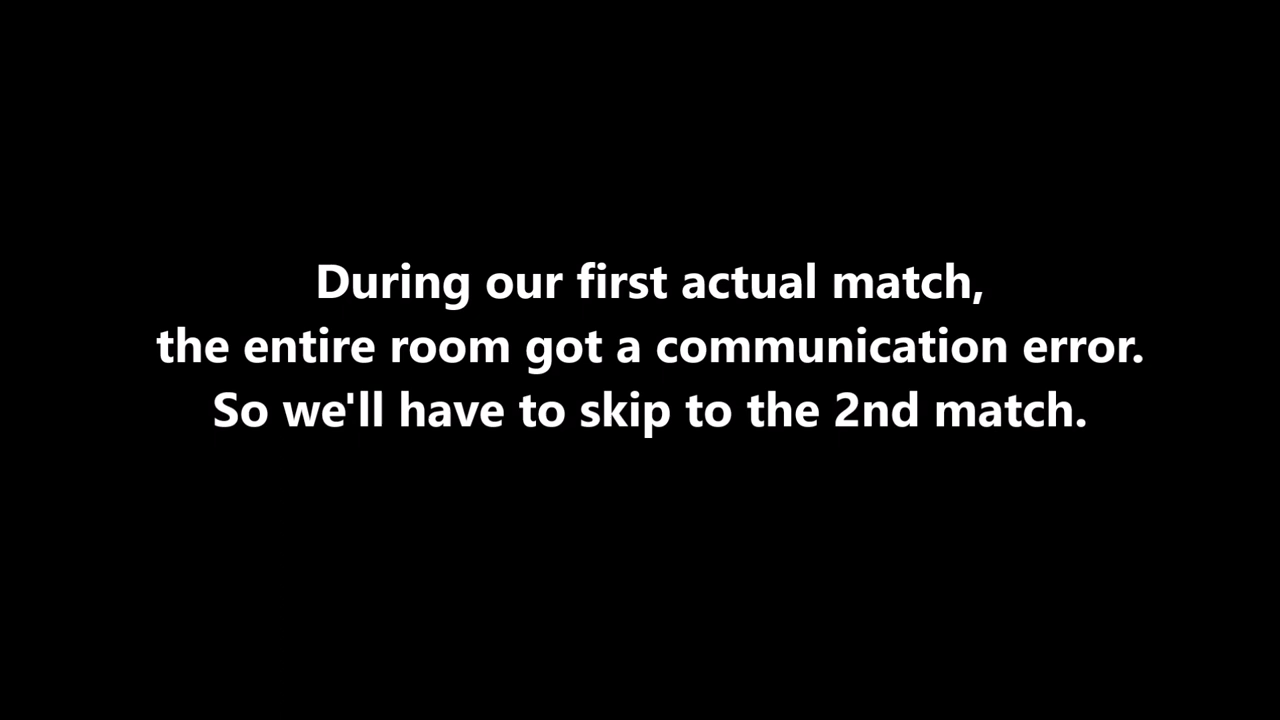 During our first actual match,
the entire room got a communication error.
So we'll have to skip to the 2nd match.